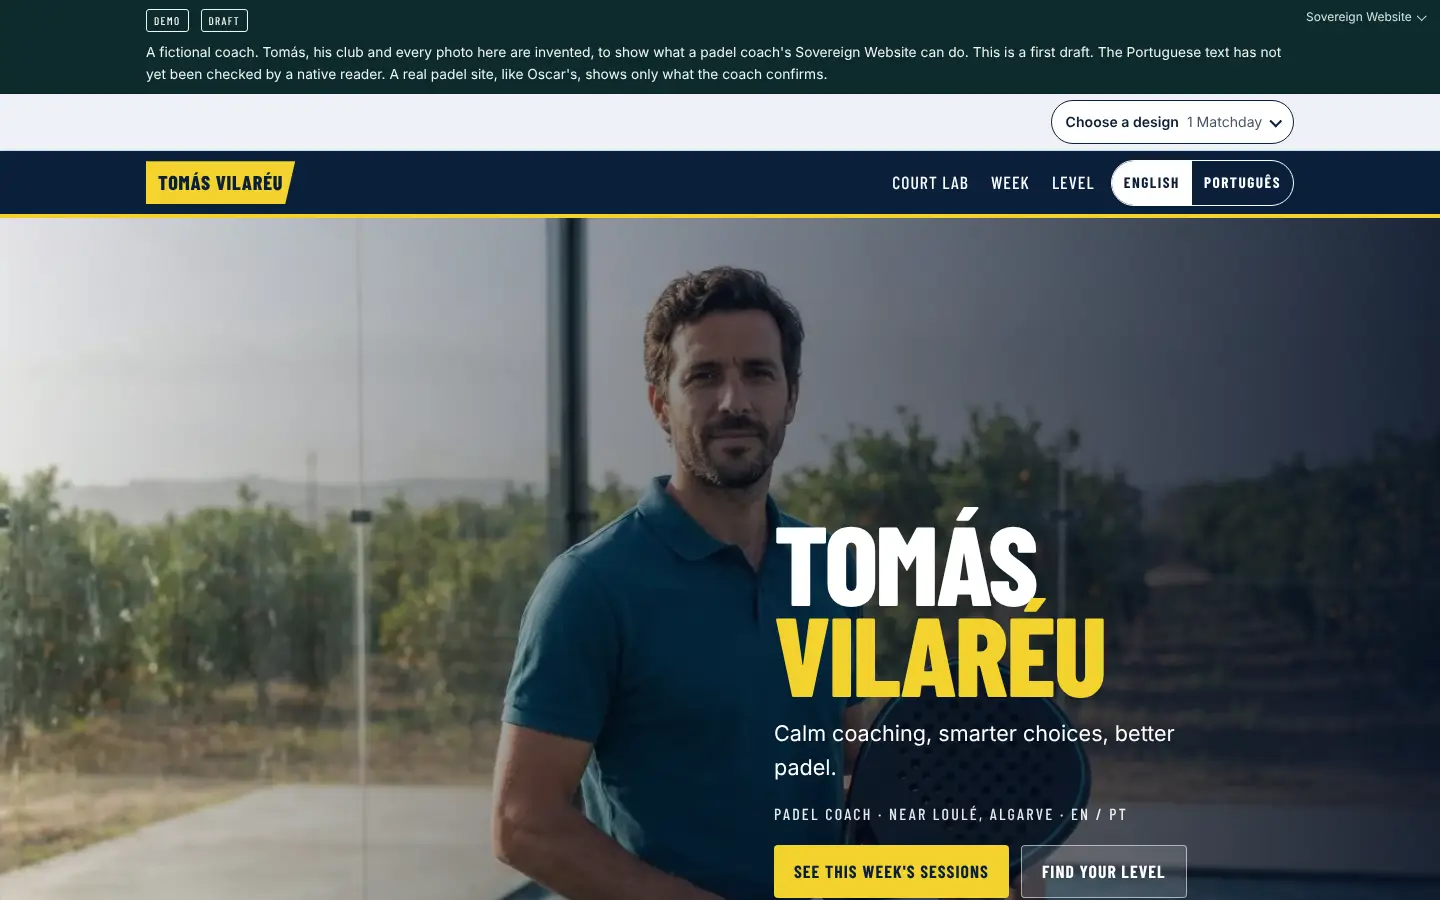 DEMO DRAFT
Sovereign Website
A fictional coach. Tomás, his club and every photo here are invented, to show what a padel coach's Sovereign Website can do. This is a first draft. The Portuguese text has not
yet been checked by a native reader. A real padel site, like Oscar's, shows only what the coach confirms.
Choose a design 1 Matchday
TOMÁS VILARÉU
COURT LAB WEEK LEVEL ENGLISH PORTUGUÊS
TOMÁS
VILARÉU
Calm coaching, smarter choices, better
padel.
PADEL COACH · NEAR LOULÉ, ALGARVE · EN / PT
SEE THIS WEEK'S SESSIONS FIND YOUR LEVEL